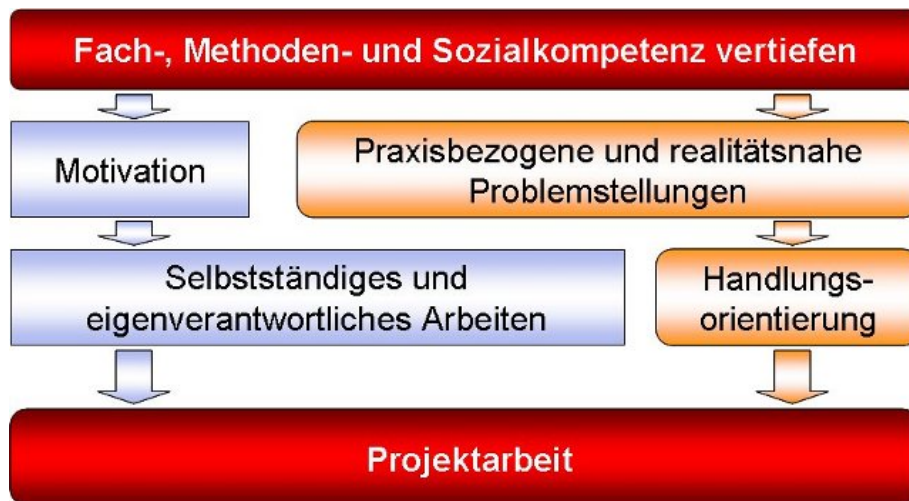 Fach-, Methoden- und Sozialkompetenz vertiefen
Motivation
Praxisbezogene und realitätsnahe
Problemstellungen
Selbstständiges und
eigenverantwortliches Arbeiten
Handlungs-
orientierung
Projektarbeit